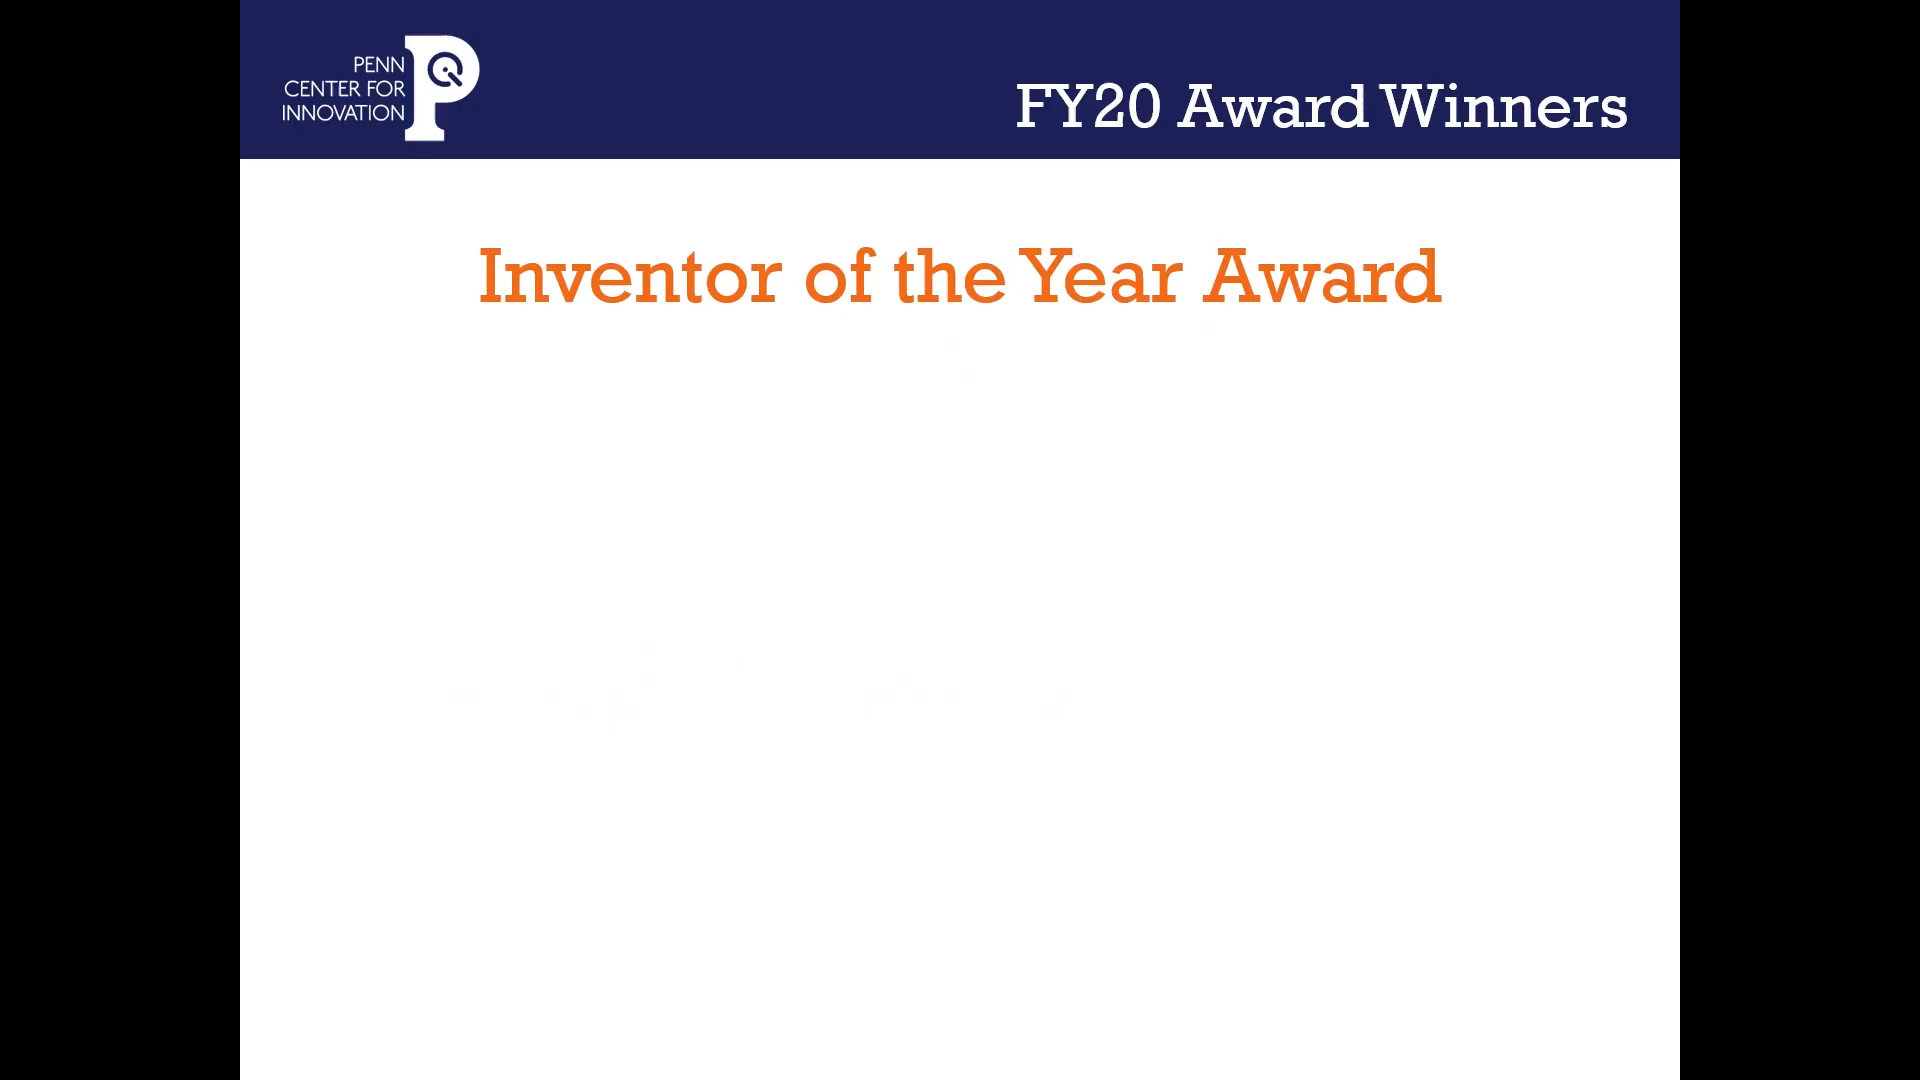 PENN
CENTER FOR
INNOVATION
FY20 Award Winners
Inventor of the Year Award